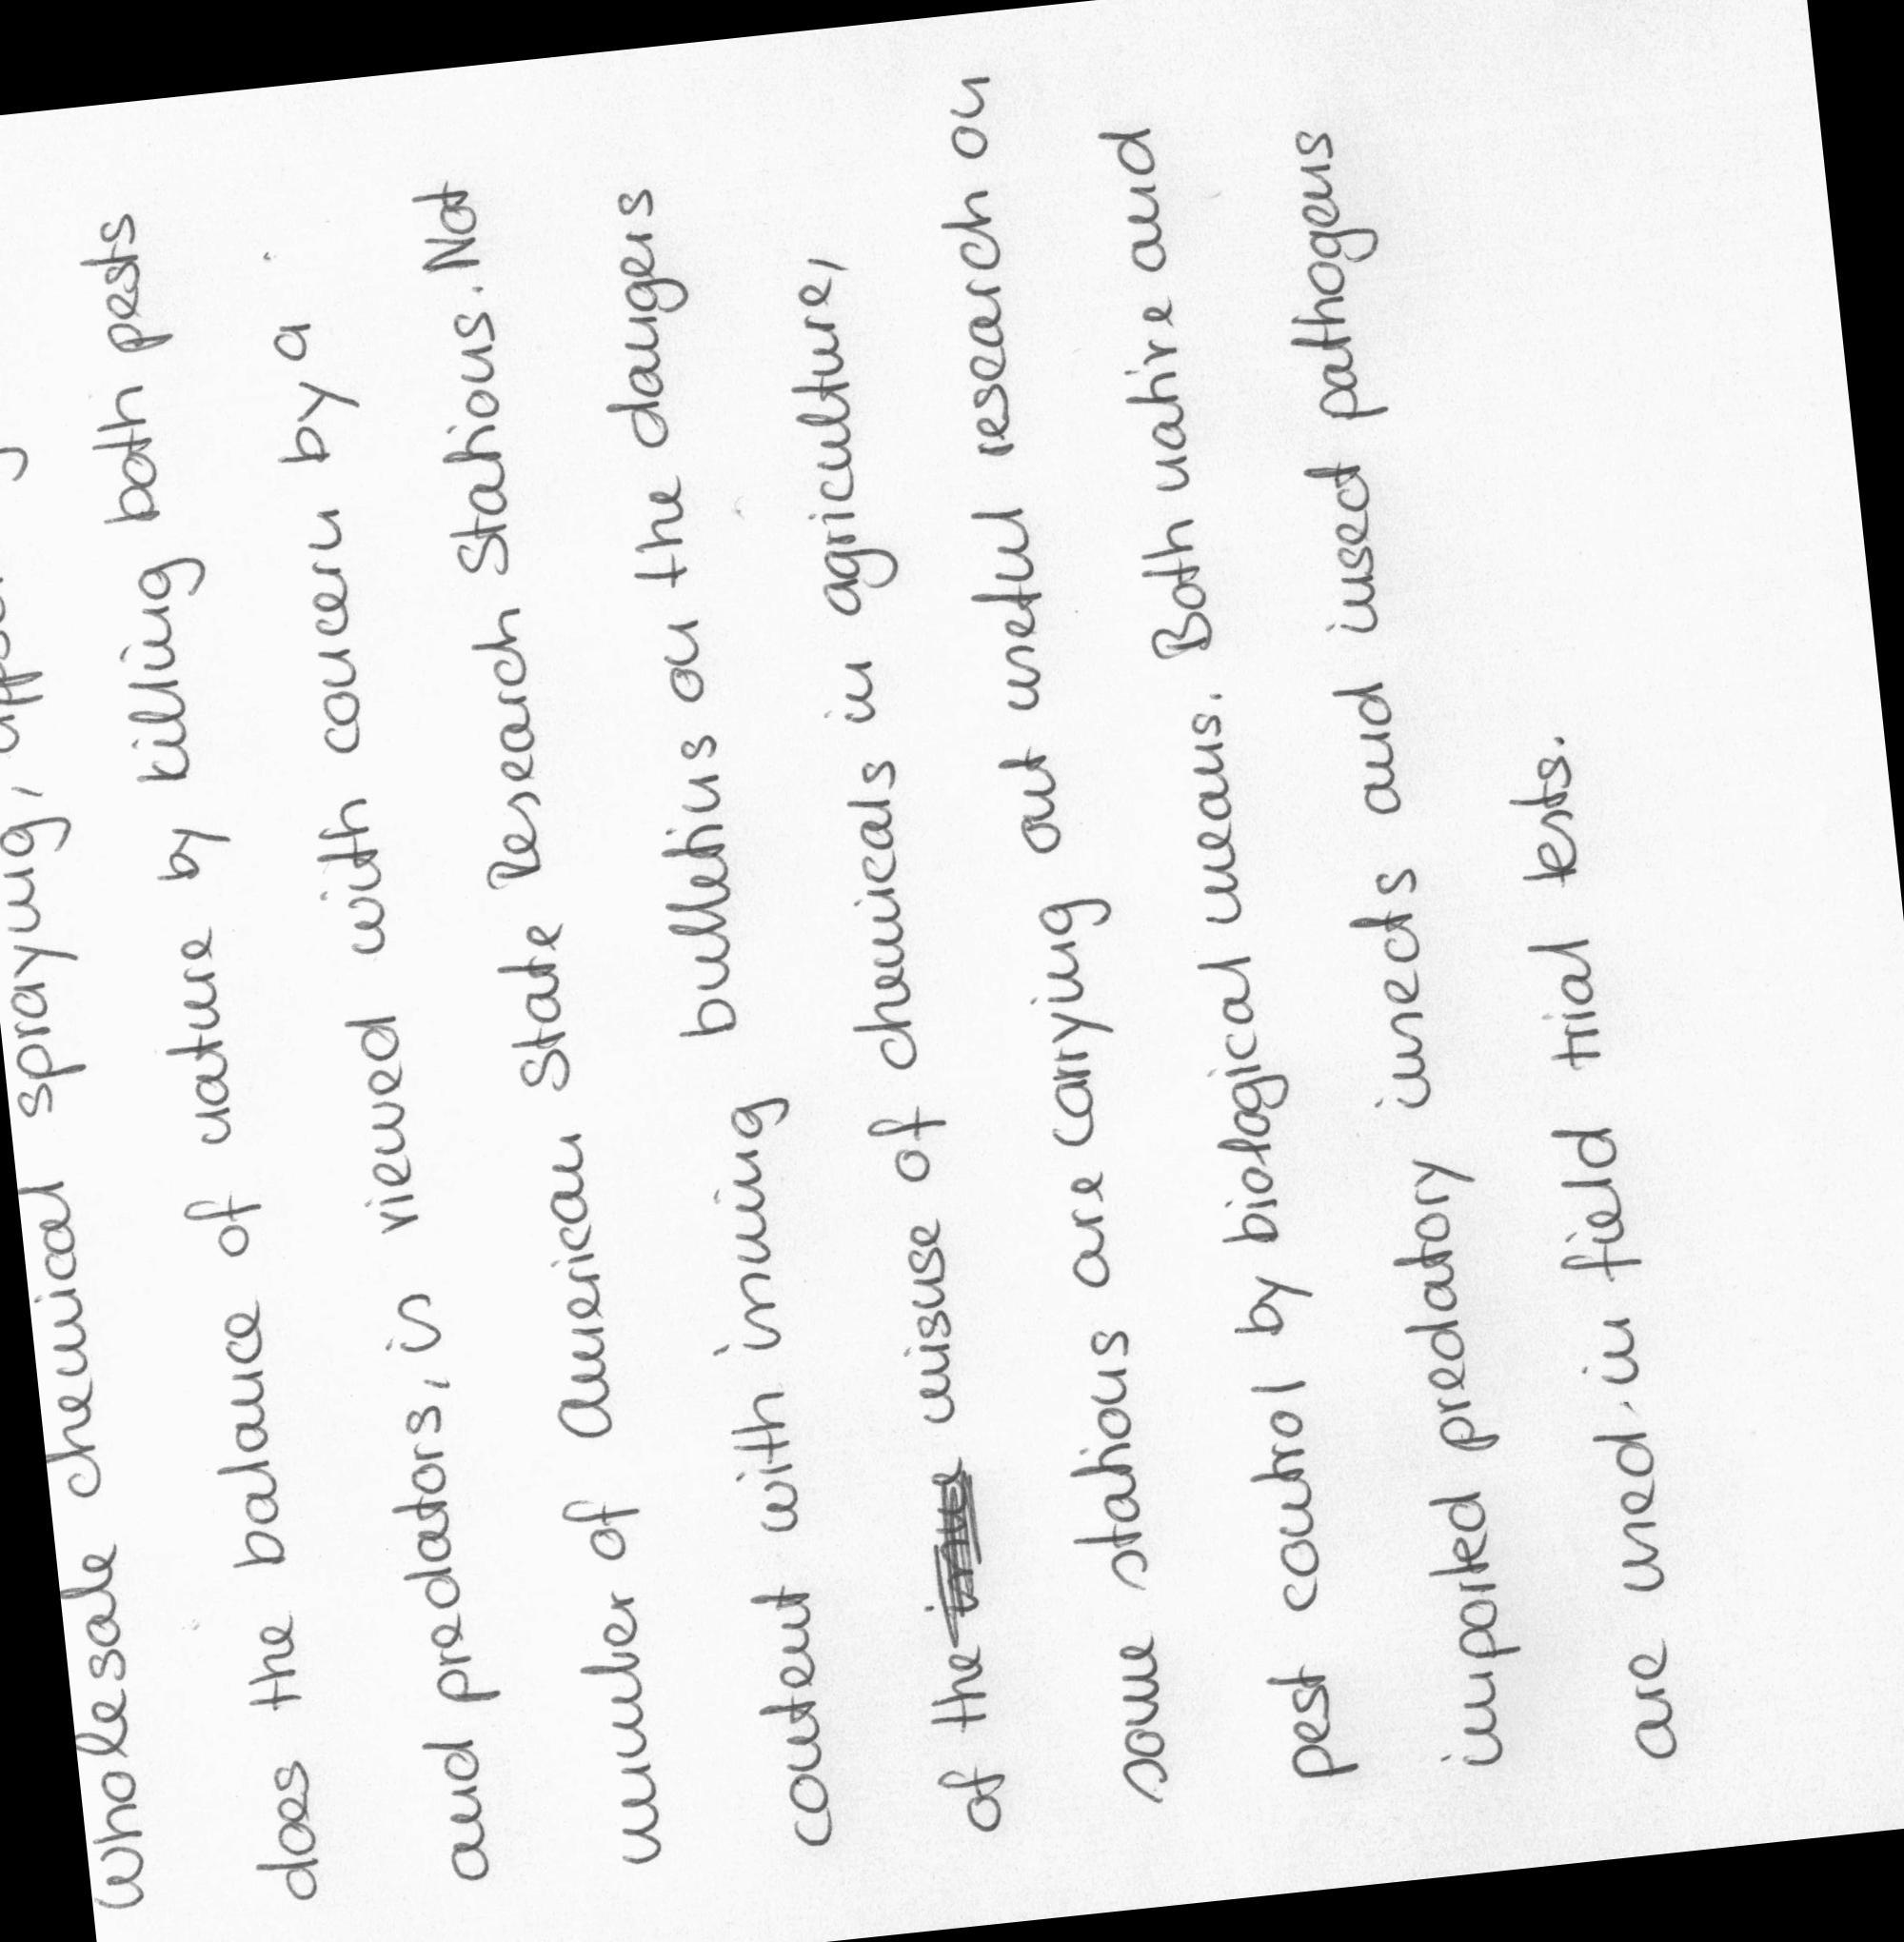 Wholesale chemical spraying,
does the balance of nature by killing both pests
and predators, is viewed with concern by a
number of American State Research Stations. Not
content with issuing bulletins on the dangers
of the misuse of chemicals in agriculture,
some stations are carrying out useful research on
pest control by biological means. Both native and
imported predatory insects and insect pathogens
are used in field trial tests.